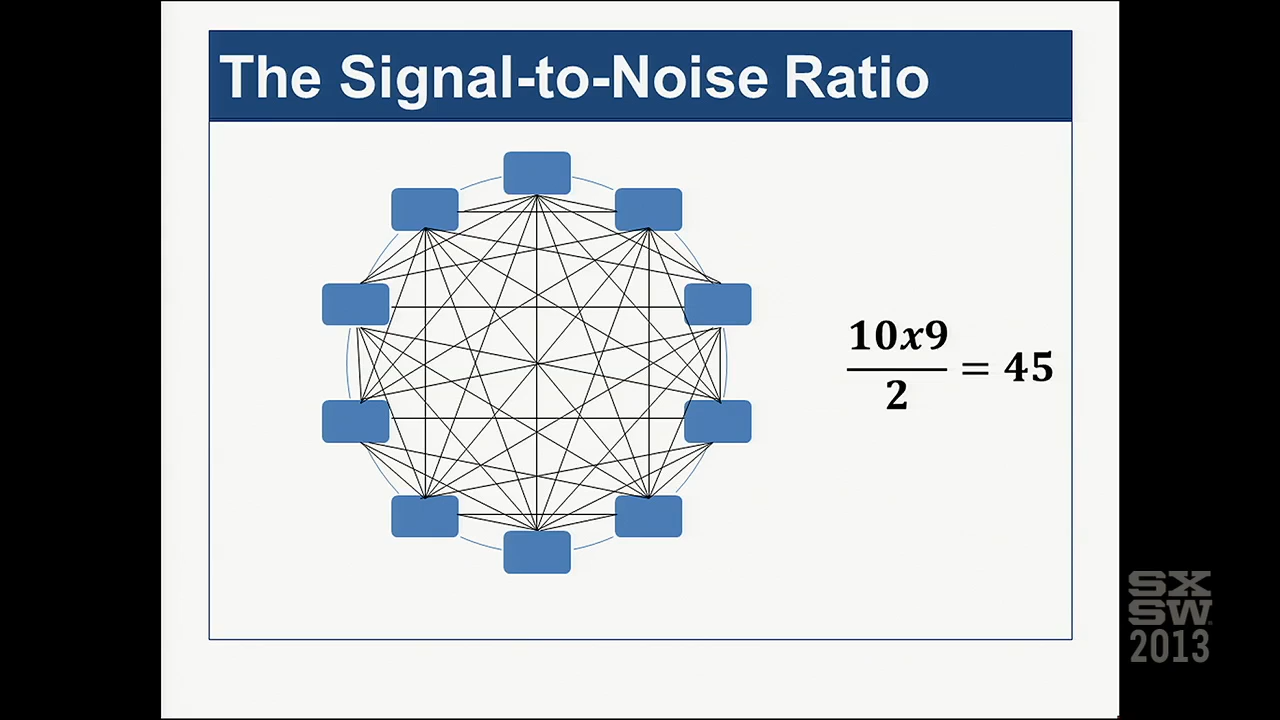 The Signal-to-Noise Ratio
10x9
2
= 45
SX
SW.
2013